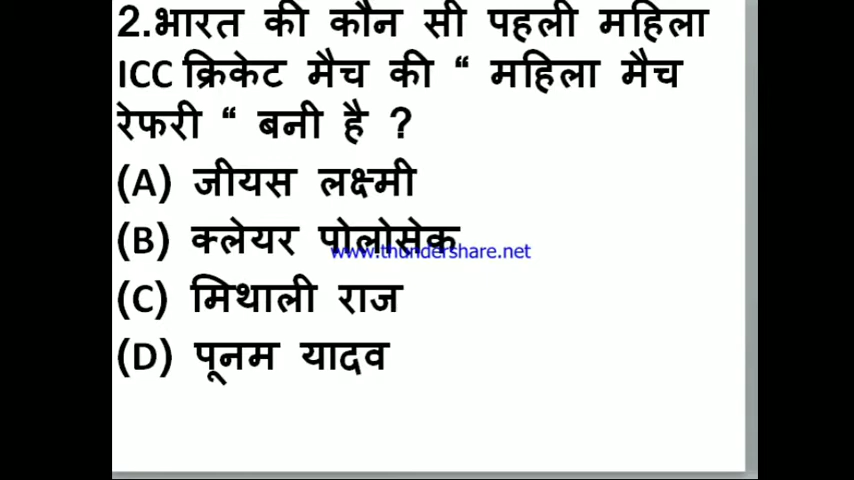 2.भारत की कौन सी पहली महिला
ICC क्रिकेट मैच की “ महिला मैच
रेफरी “ बनी है ?
(A) जीयस लक्ष्मी
(B) क्लेयर पोलोसेक
www.thundershare.net
(C) मिथाली राज
(D) पूनम यादव